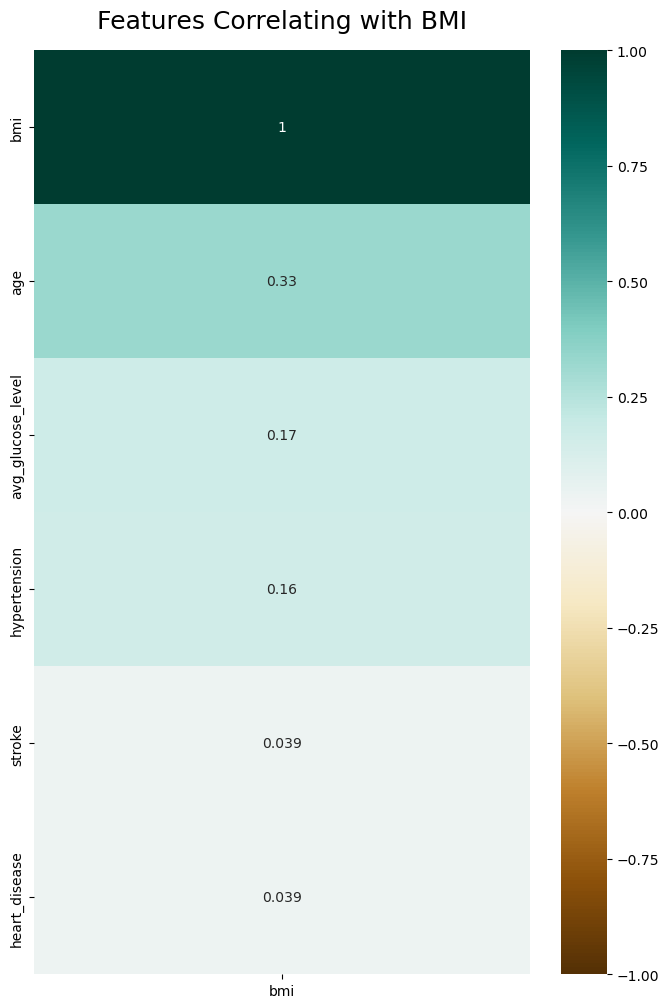 Features Correlating with BMI
bmi
1
age
0.33
avg_glucose_level
0.17
hypertension
0.16
stroke
0.039
heart_disease
0.039
bmi
1.00
0.75
0.50
0.25
0.00
−0.25
−0.50
−0.75
−1.00